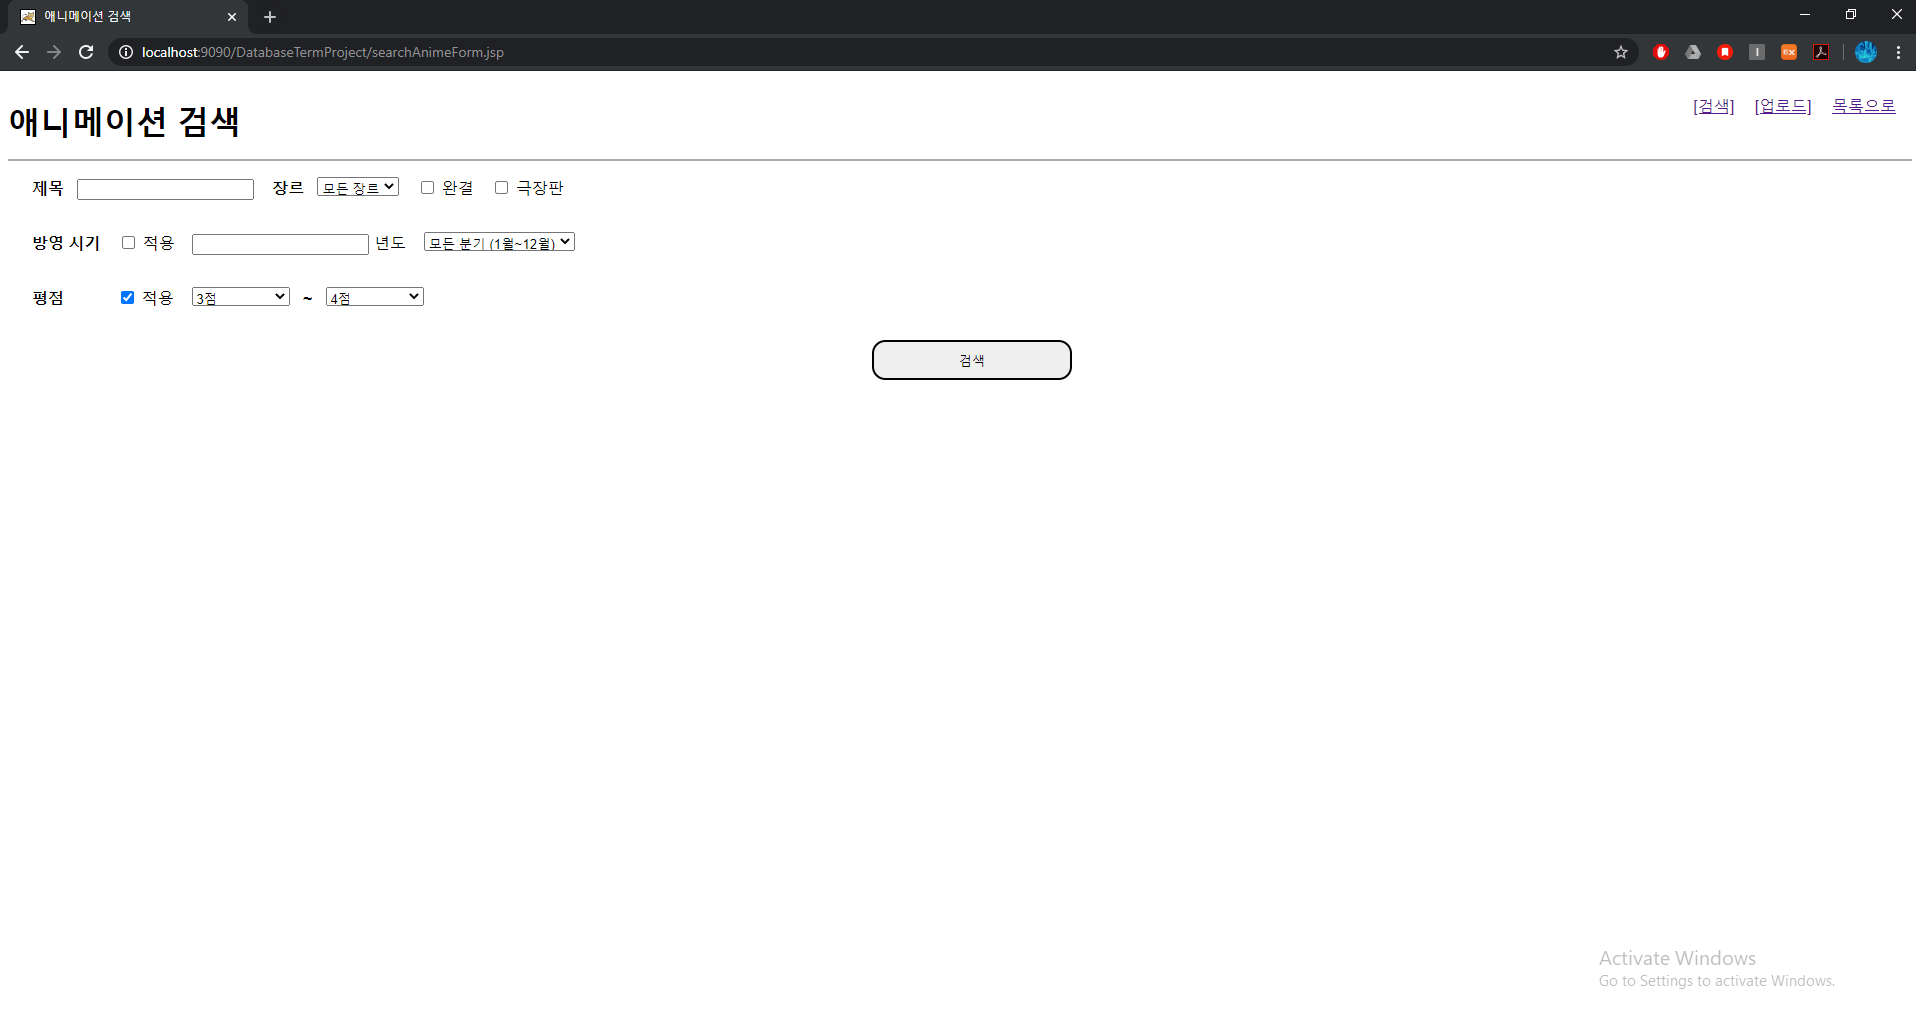 애니메이션 검색
localhost:9090/DatabaseTermProject/searchAnimeForm.jsp
애니메이션 검색
[검색] [업로드] 목록으로
제목 장르 모든 장르 완결 극장판
방영 시기 적용 년도 모든 분기 (1월~12월)
평점 적용 3점 ~ 4점
검색
Activate Windows
Go to Settings to activate Windows.